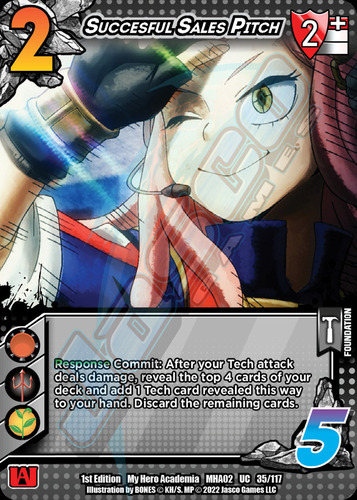 2 SUCCESFUL SALES PITCH 2 +
FOUNDATION
Response Commit: After your Tech attack
deals damage, reveal the top 4 cards of your
deck and add 1 Tech card revealed this way
to your hand. Discard the remaining cards.
5
1st Edition My Hero Academia MHA02 UC 35/117
Illustration by BONES © KH/S. MP © 2022 Jasco Games LLC